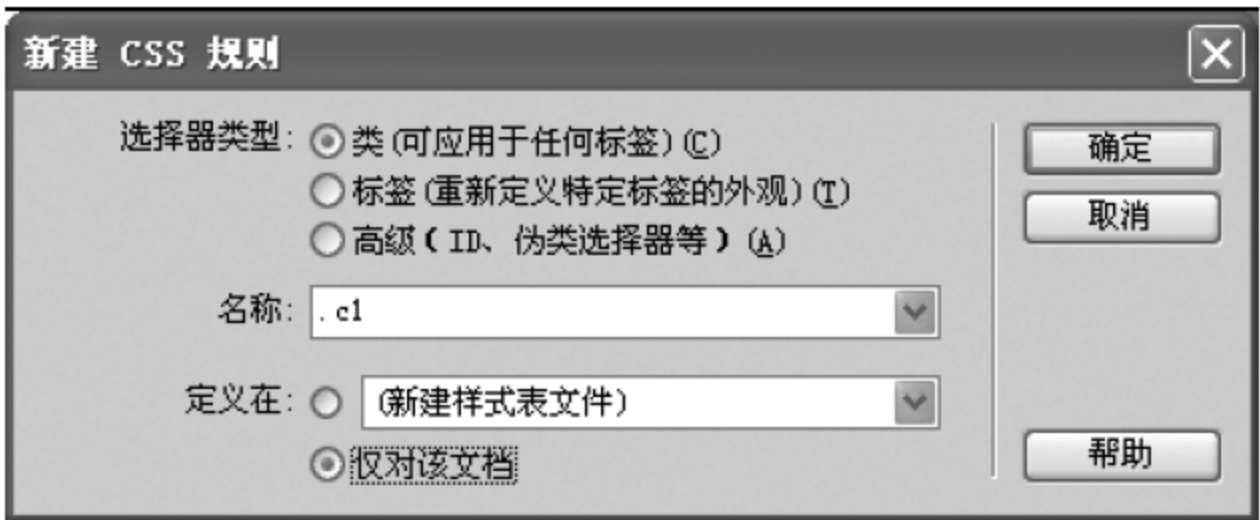 新建 CSS 规则
选择器类型: 类(可应用于任何标签)(C)
标签(重新定义特定标签的外观)(T)
高级(ID、伪类选择器等)(A)
名称: .c1
定义在: (新建样式表文件)
仅对该文档
确定
取消
帮助